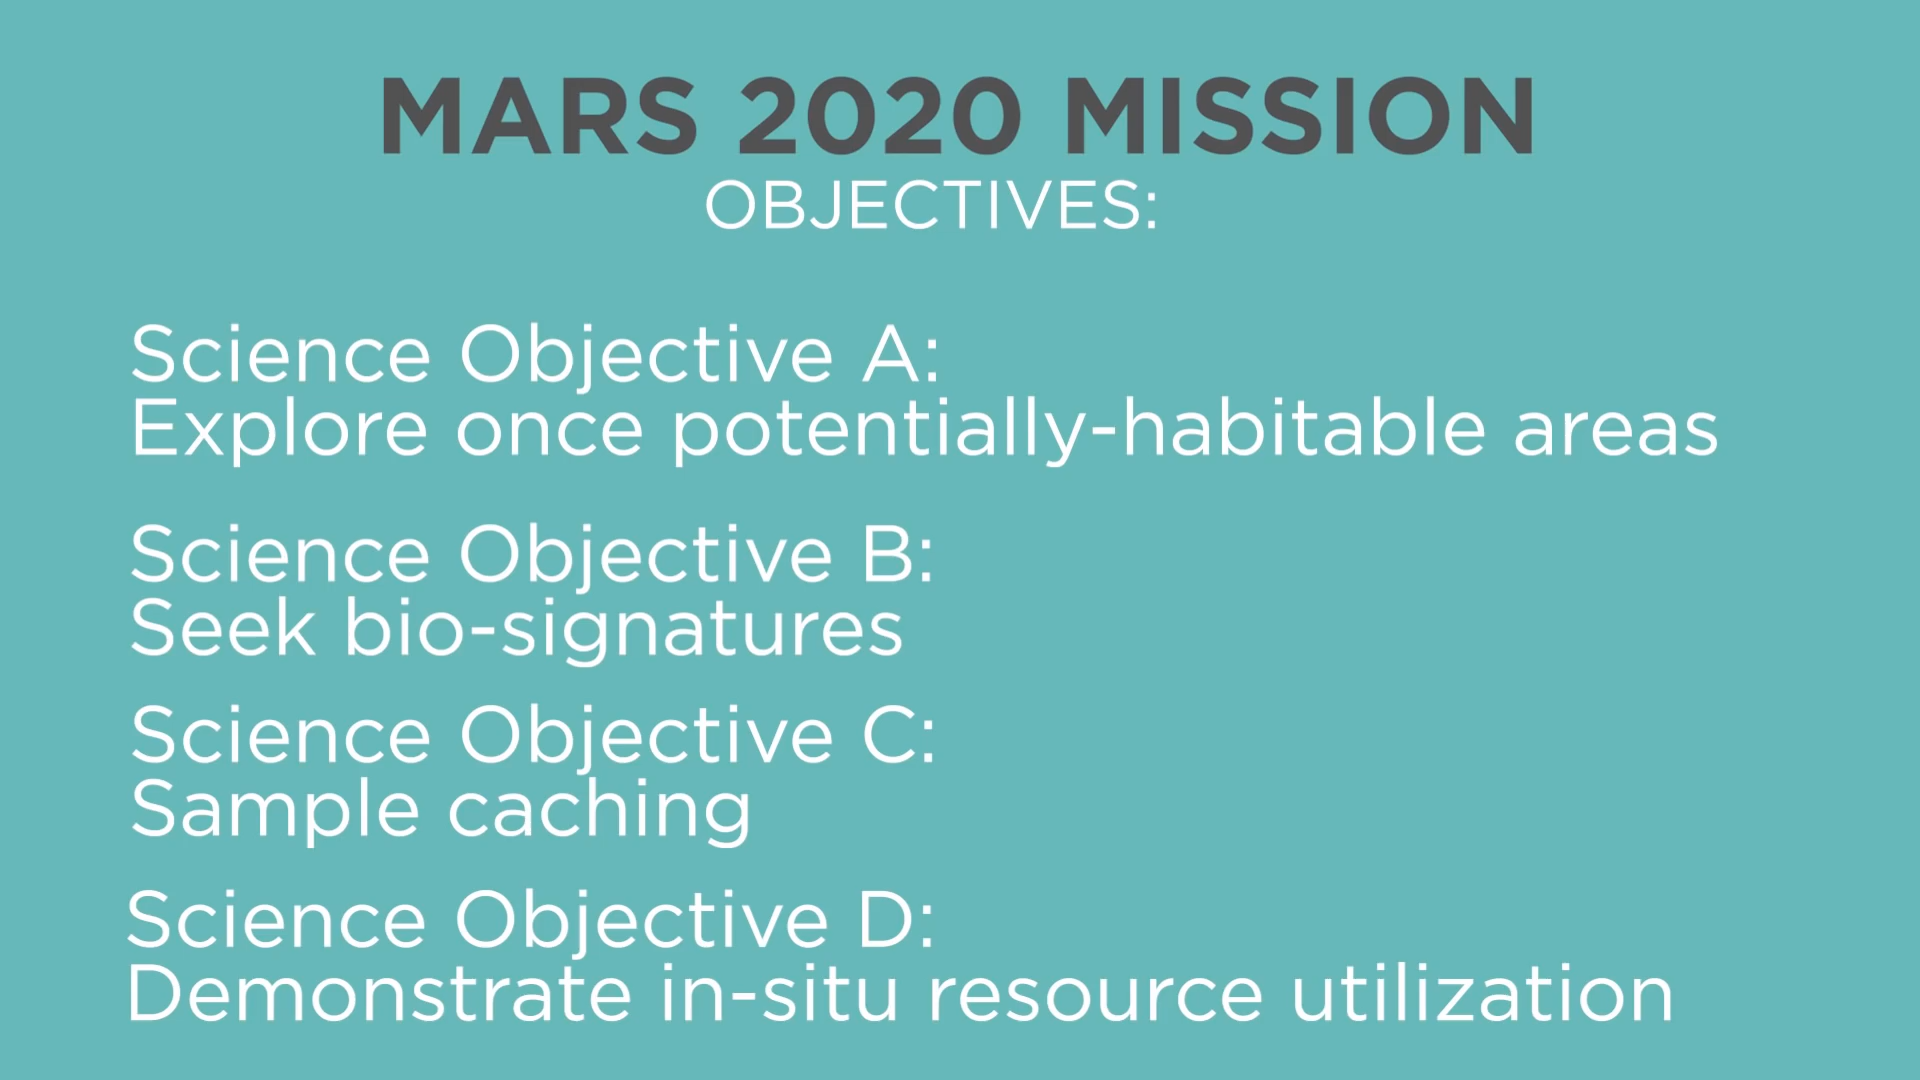 MARS 2020 MISSION
OBJECTIVES:
Science Objective A:
Explore once potentially-habitable areas
Science Objective B:
Seek bio-signatures
Science Objective C:
Sample caching
Science Objective D:
Demonstrate in-situ resource utilization